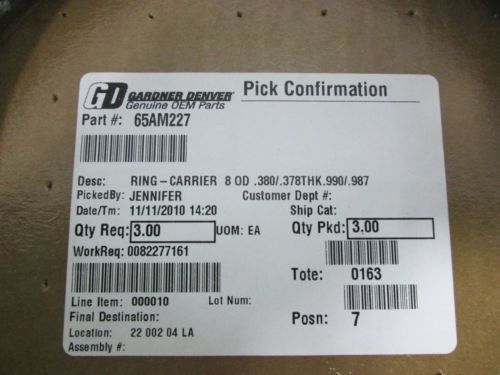 GD GARDNER DENVER Pick Confirmation
Genuine OEM Parts
Part #: 65AM227
Desc: RING-CARRIER 8 OD .380/.378THK.990/.987
PickedBy: JENNIFER Customer Dept #:
Date/Tm: 11/11/2010 14:20 Ship Cat:
Qty Req: 3.00 UOM: EA Qty Pkd: 3.00
WorkReq: 0082277161
Tote: 0163
Line Item: 000010 Lot Num:
Final Destination: Posn: 7
Location: 22 002 04 LA
Assembly #: